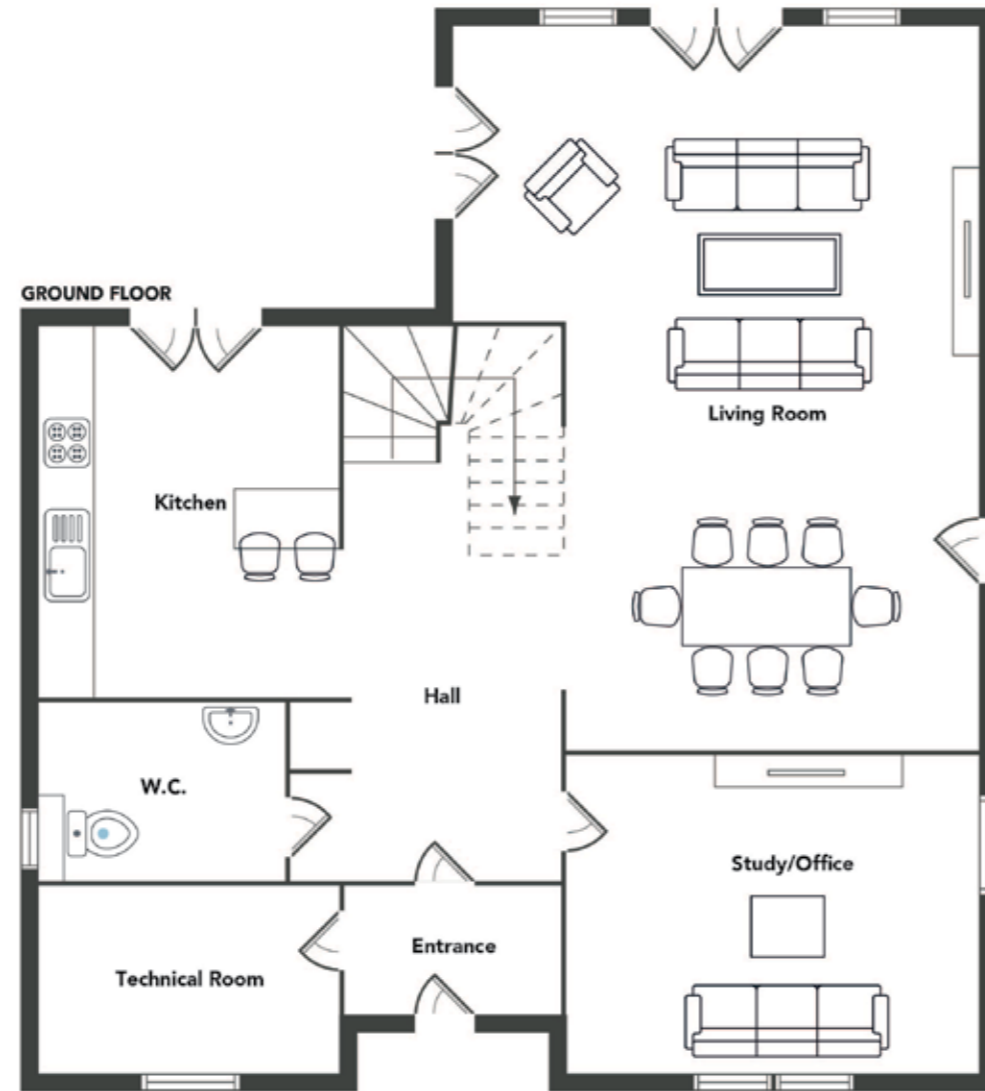 GROUND FLOOR
Living Room
Kitchen
Hall
W.C.
Study/Office
Entrance
Technical Room